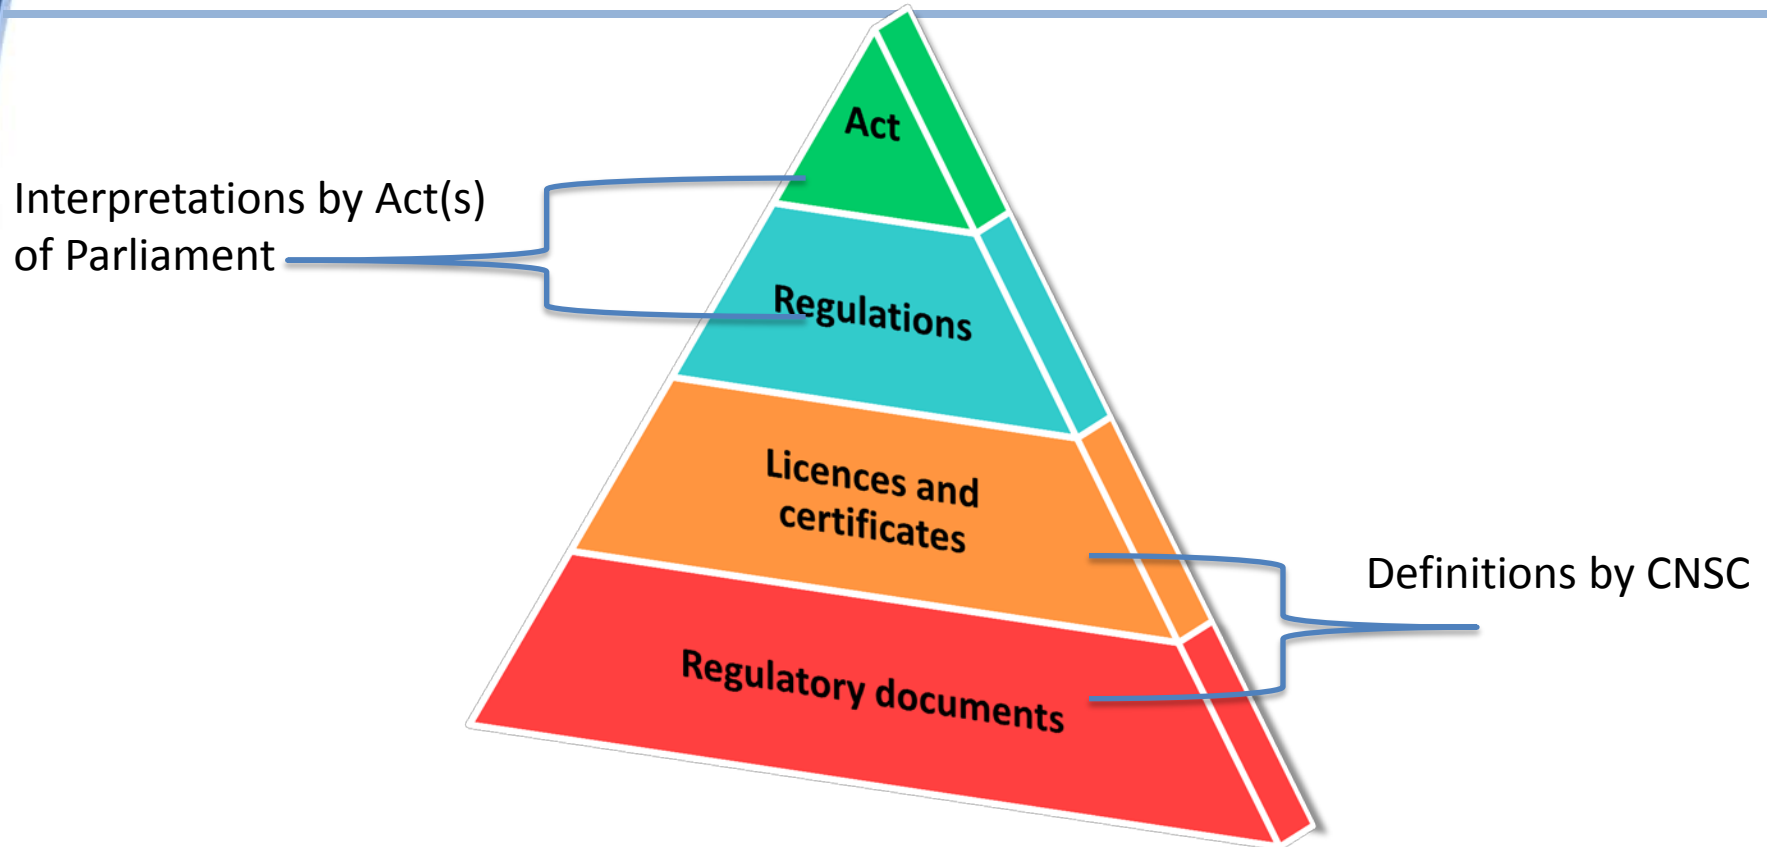 Act
Interpretations by Act(s)
of Parliament
Regulations
Licences and
certificates
Definitions by CNSC
Regulatory documents